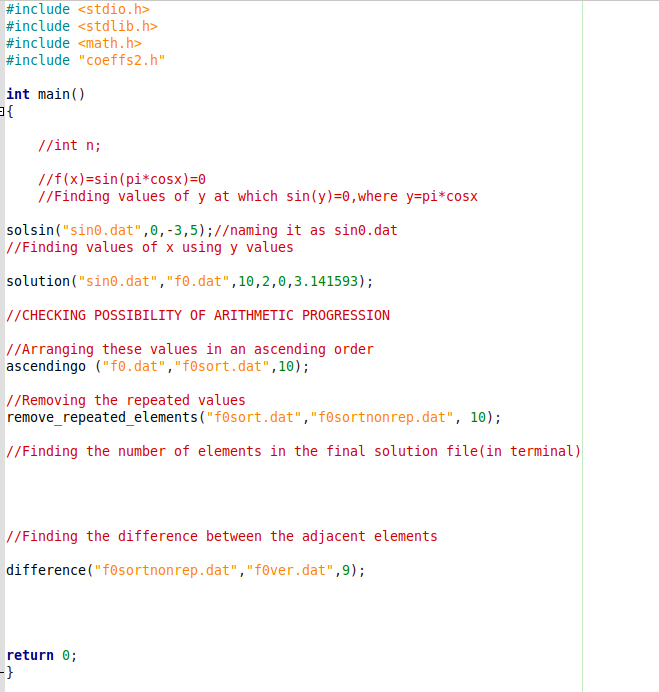 #include <stdio.h>
#include <stdlib.h>
#include <math.h>
#include "coeffs2.h"
int main()
{
//int n;
//f(x)=sin(pi*cosx)=0
//Finding values of y at which sin(y)=0,where y=pi*cosx
solsin("sin0.dat",0,-3,5);//naming it as sin0.dat
//Finding values of x using y values
solution("sin0.dat","f0.dat",10,2,0,3.141593);
//CHECKING POSSIBILITY OF ARITHMETIC PROGRESSION
//Arranging these values in an ascending order
ascendingo ("f0.dat","f0sort.dat",10);
//Removing the repeated values
remove_repeated_elements("f0sort.dat","f0sortnonrep.dat", 10);
//Finding the number of elements in the final solution file(in terminal)
//Finding the difference between the adjacent elements
difference("f0sortnonrep.dat","f0ver.dat",9);
return 0;
}